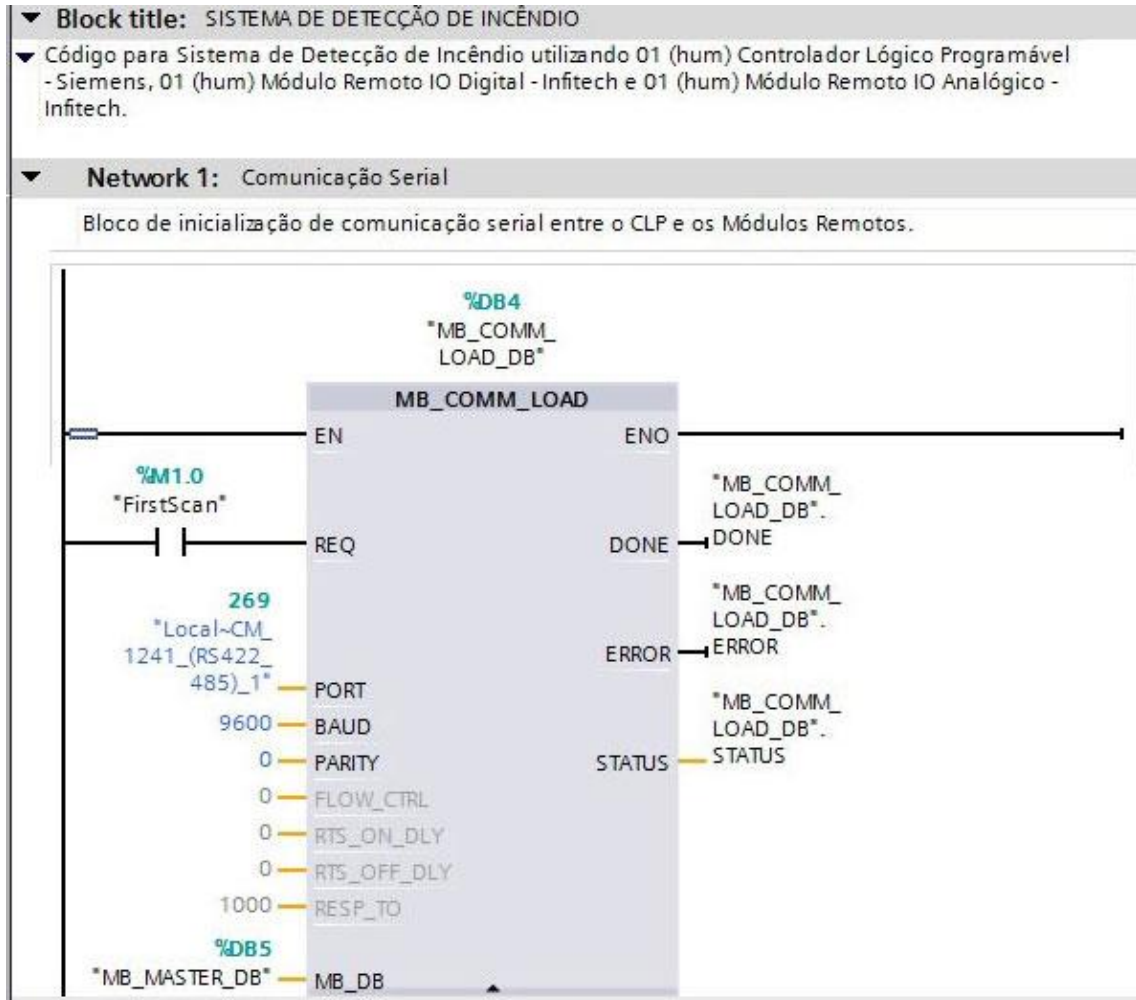 Block title: SISTEMA DE DETECÇÃO DE INCÊNDIO
Código para Sistema de Detecção de Incêndio utilizando 01 (hum) Controlador Lógico Programável
- Siemens, 01 (hum) Módulo Remoto IO Digital - Infitech e 01 (hum) Módulo Remoto IO Analógico -
Infitech.
Network 1: Comunicação Serial
Bloco de inicialização de comunicação serial entre o CLP e os Módulos Remotos.
%DB4
"MB_COMM_
LOAD_DB"
MB_COMM_LOAD
EN ENO
%M1.0
"FirstScan"
REQ
"MB_COMM_
LOAD_DB".
DONE DONE
269
"Local~CM_
1241_(RS422_
485)_1" PORT
"MB_COMM_
LOAD_DB".
ERROR ERROR
9600 BAUD
0 PARITY
"MB_COMM_
LOAD_DB".
STATUS STATUS
0 FLOW_CTRL
0 RTS_ON_DLY
0 RTS_OFF_DLY
1000 RESP_TO
%DB5
"MB_MASTER_DB" MB_DB